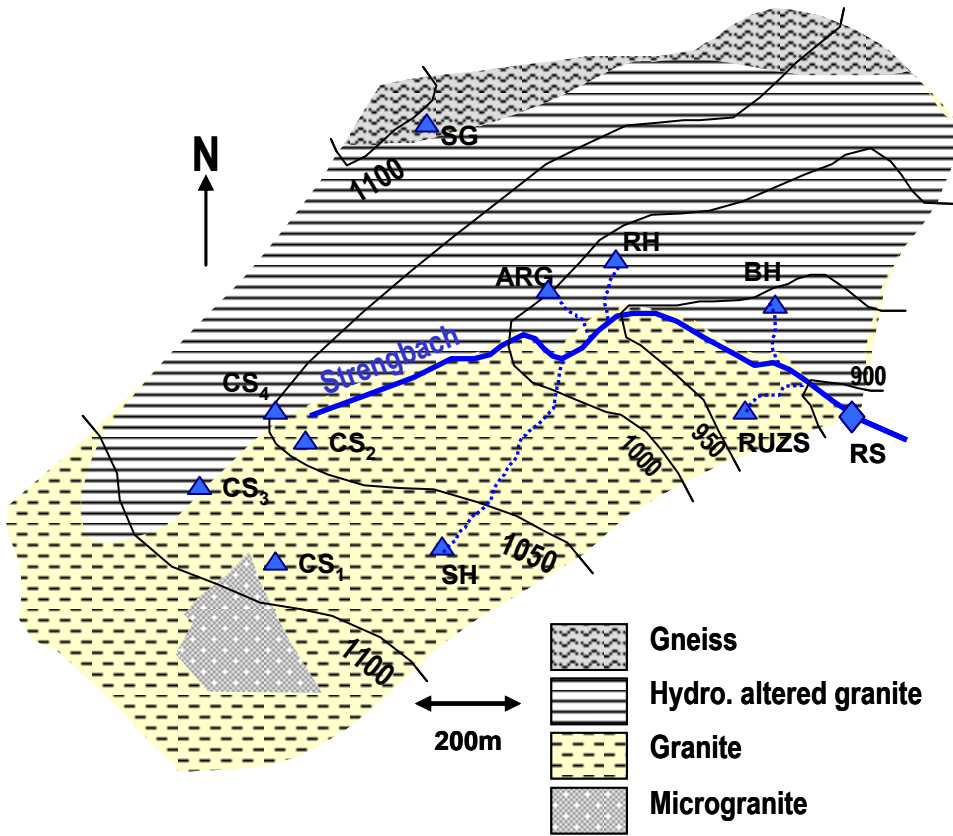 SG
N
1100
RH
ARG
BH
Strengbach
900
CS4
CS2
950
RUZS
RS
1000
CS3
1050
CS1
SH
1100
200m
Gneiss
Hydro. altered granite
Granite
Microgranite